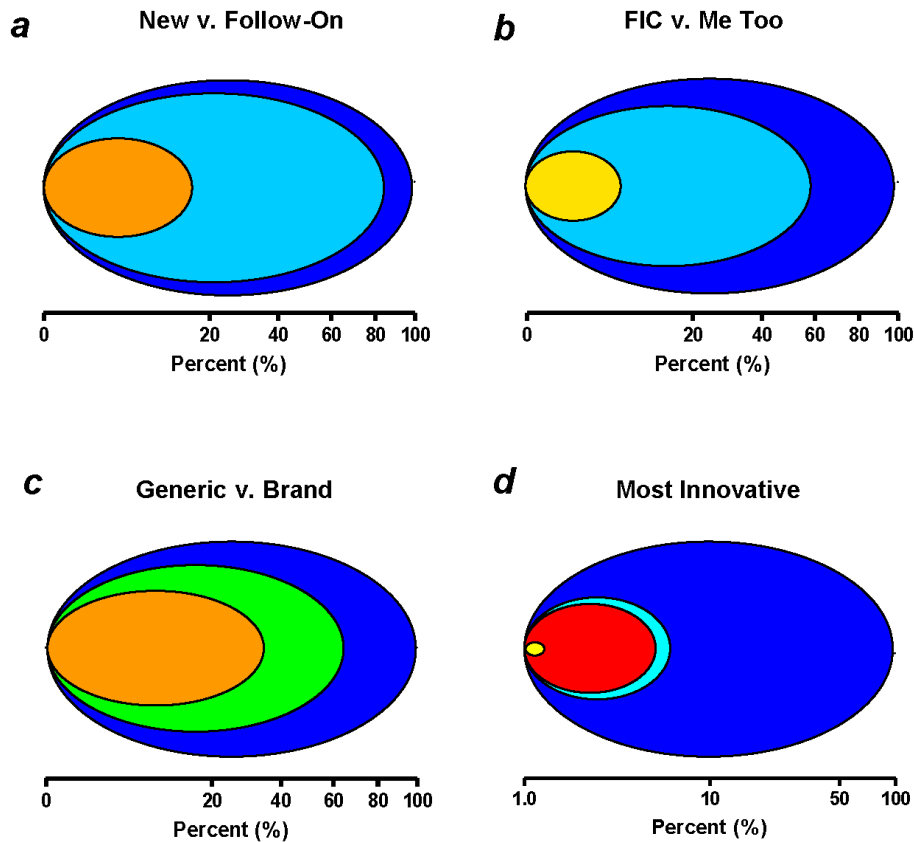 a
New v. Follow-On
0 20 40 60 80 100
Percent (%)
b
FIC v. Me Too
0 20 40 60 80 100
Percent (%)
c
Generic v. Brand
0 20 40 60 80 100
Percent (%)
d
Most Innovative
1.0 10 50 100
Percent (%)